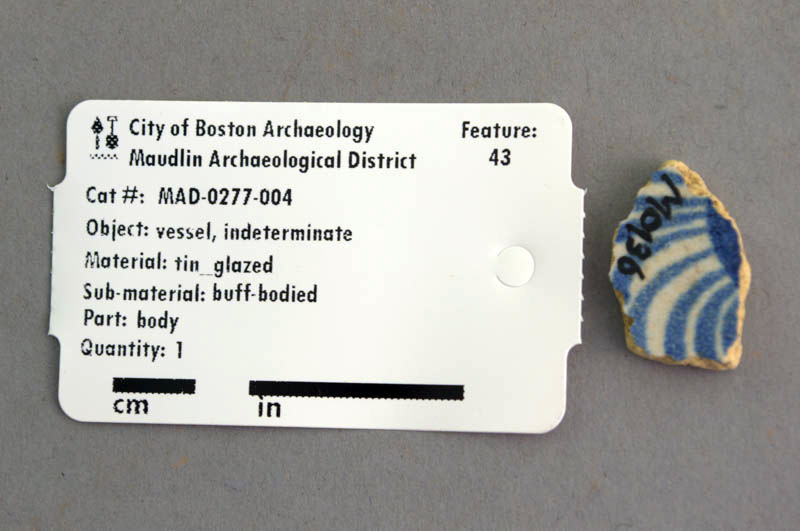 City of Boston Archaeology
Maudlin Archaeological District
Feature:
43
Cat #: MAD-0277-004
Object: vessel, indeterminate
Material: tin_glazed
Sub-material: buff-bodied
Part: body
Quantity: 1
cm
in
M0136